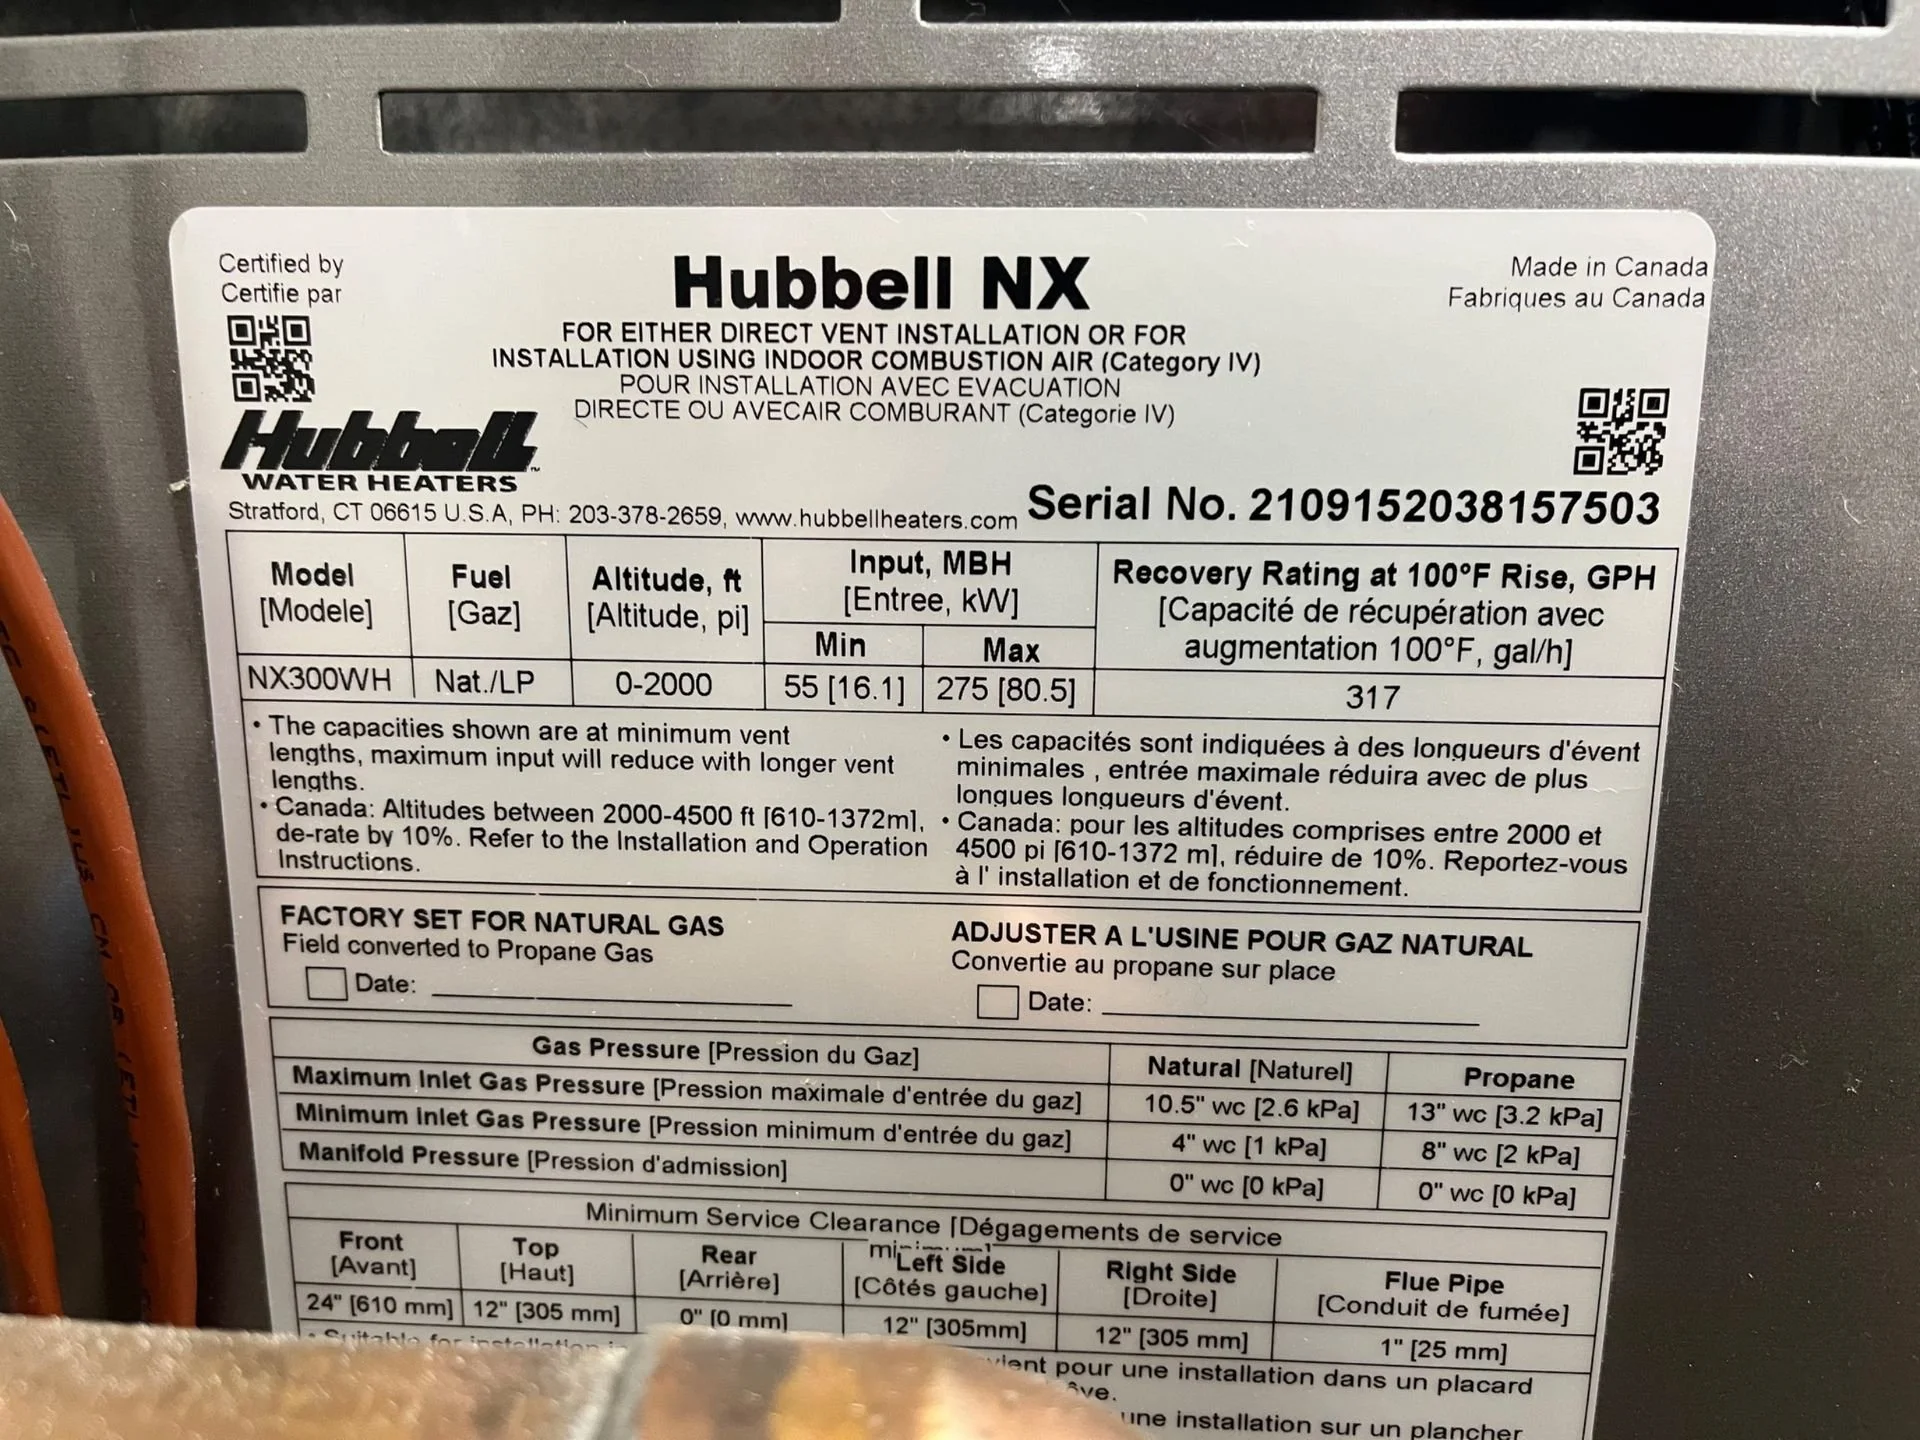 Certified by
Certifie par
Hubbell NX
Made in Canada
Fabriques au Canada
FOR EITHER DIRECT VENT INSTALLATION OR FOR
INSTALLATION USING INDOOR COMBUSTION AIR (Category IV)
POUR INSTALLATION AVEC EVACUATION
DIRECTE OU AVECAIR COMBURANT (Categorie IV)
Hubbell
WATER HEATERS
Stratford, CT 06615 U.S.A, PH: 203-378-2659, www.hubbellheaters.com
Serial No. 2109152038157503
Model
[Modele]
Fuel
[Gaz]
Altitude, ft
[Altitude, pi]
Input, MBH
[Entree, kW]
Min
Max
Recovery Rating at 100°F Rise, GPH
[Capacité de récupération avec
augmentation 100°F, gal/h]
NX300WH
Nat./LP
0-2000
55 [16.1]
275 [80.5]
317
• The capacities shown are at minimum vent
lengths, maximum input will reduce with longer vent
lengths.
• Canada: Altitudes between 2000-4500 ft [610-1372m],
de-rate by 10%. Refer to the Installation and Operation
Instructions.
• Les capacités sont indiquées à des longueurs d'évent
minimales , entrée maximale réduira avec de plus
longues longueurs d'évent.
• Canada: pour les altitudes comprises entre 2000 et
4500 pi [610-1372 m], réduire de 10%. Reportez-vous
à l' installation et de fonctionnement.
FACTORY SET FOR NATURAL GAS
Field converted to Propane Gas
Date:
ADJUSTER A L'USINE POUR GAZ NATURAL
Convertie au propane sur place
Date:
Gas Pressure [Pression du Gaz]
Natural [Naturel]
Propane
Maximum Inlet Gas Pressure [Pression maximale d'entrée du gaz]
10.5" wc [2.6 kPa]
13" wc [3.2 kPa]
Minimum Inlet Gas Pressure [Pression minimum d'entrée du gaz]
4" wc [1 kPa]
8" wc [2 kPa]
Manifold Pressure [Pression d'admission]
0" wc [0 kPa]
0" wc [0 kPa]
Minimum Service Clearance [Dégagements de service
Front
[Avant]
Top
[Haut]
Rear
[Arrière]
Left Side
[Côtés gauche]
Right Side
[Droite]
Flue Pipe
[Conduit de fumée]
24" [610 mm]
12" [305 mm]
0" [0 mm]
12" [305mm]
12" [305 mm]
1" [25 mm]
• Suitable for installation
pour une installation dans un placard
une installation sur un plancher